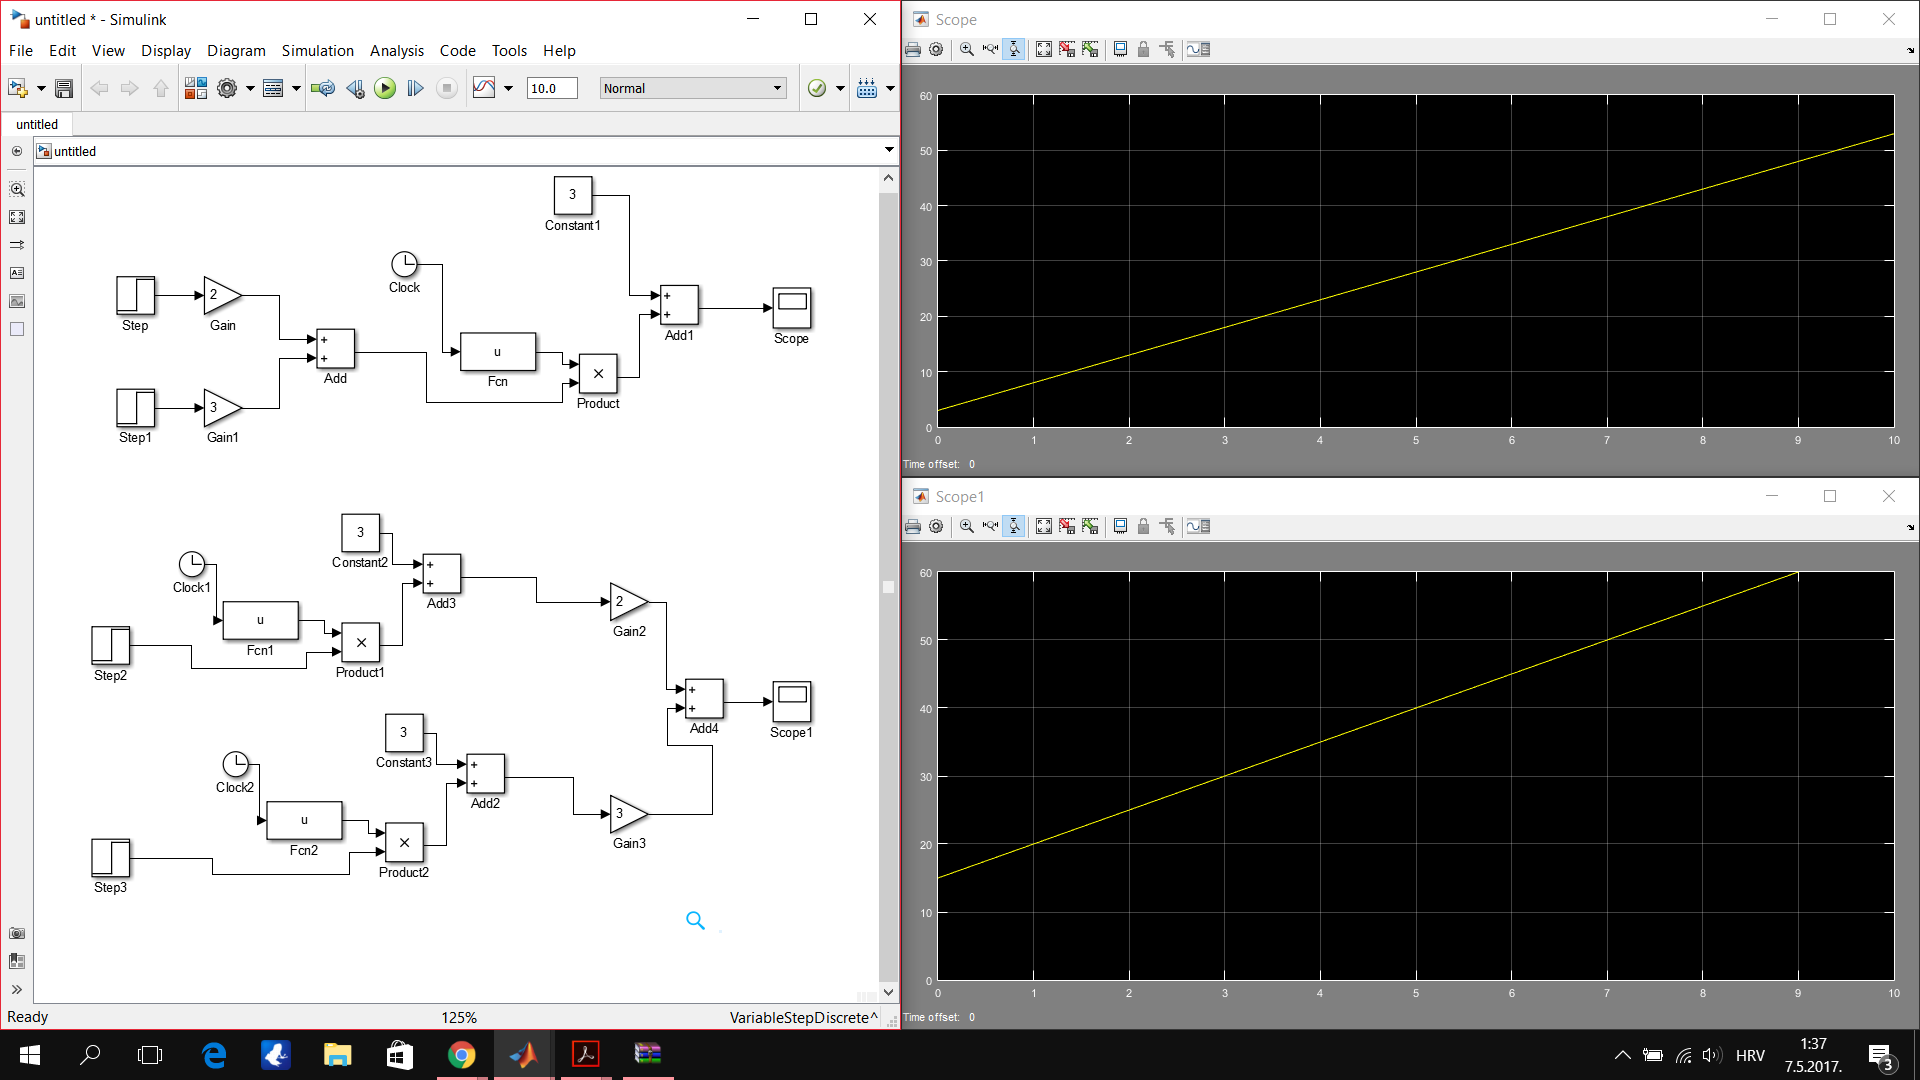 untitled * - Simulink
File Edit View Display Diagram Simulation Analysis Code Tools Help
10.0 Normal
untitled
untitled
3
Constant1
Clock
Step
2
Gain
+
+
Add
u
Fcn
×
Product
+
+
Add1
Scope
Step1
3
Gain1
3
Constant2
Clock1
+
+
Add3
u
Fcn1
Step2
×
Product1
2
Gain2
+
+
Add4
Scope1
3
Constant3
Clock2
+
+
Add2
u
Fcn2
Step3
×
Product2
3
Gain3
Ready 125% VariableStepDiscrete^
Scope
60
50
40
30
20
10
0
0 1 2 3 4 5 6 7 8 9 10
Time offset: 0
Scope1
60
50
40
30
20
10
0
0 1 2 3 4 5 6 7 8 9 10
Time offset: 0
HRV
1:37
7.5.2017.
3